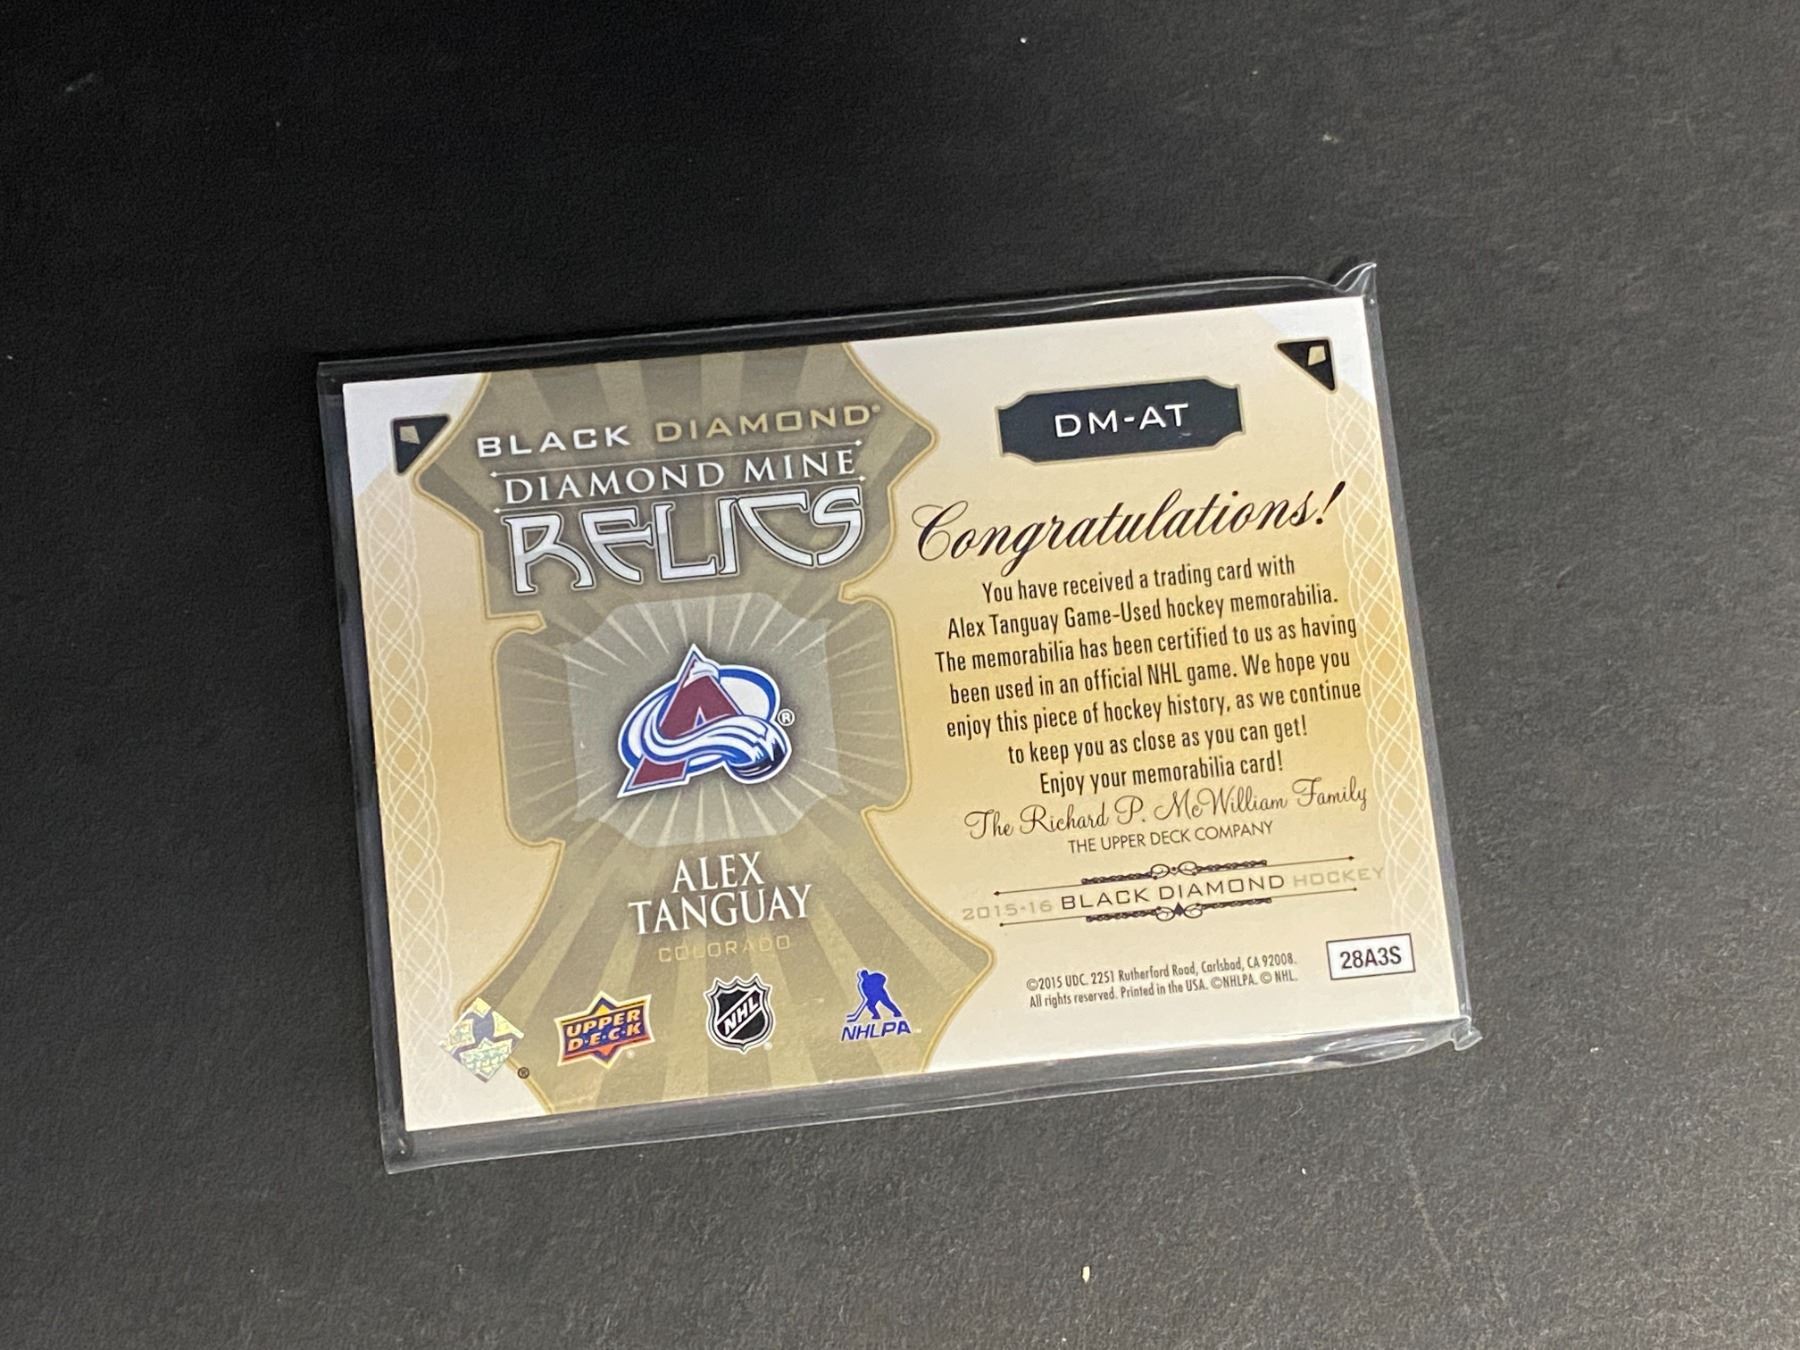 BLACK DIAMOND®
DIAMOND MINE
RELICS
®
ALEX
TANGUAY
COLORADO
UPPER
D·E·C·K
®
NHL
®
NHLPA™
®
DM-AT
Congratulations!
You have received a trading card with
Alex Tanguay Game-Used hockey memorabilia.
The memorabilia has been certified to us as having
been used in an official NHL game. We hope you
enjoy this piece of hockey history, as we continue
to keep you as close as you can get!
Enjoy your memorabilia card!
The Richard P. McWilliam Family
THE UPPER DECK COMPANY
2015-16 BLACK DIAMOND HOCKEY
©2015 UDC. 2251 Rutherford Road, Carlsbad, CA 92008.
All rights reserved. Printed in the USA. ©NHLPA. © NHL.
28A3S